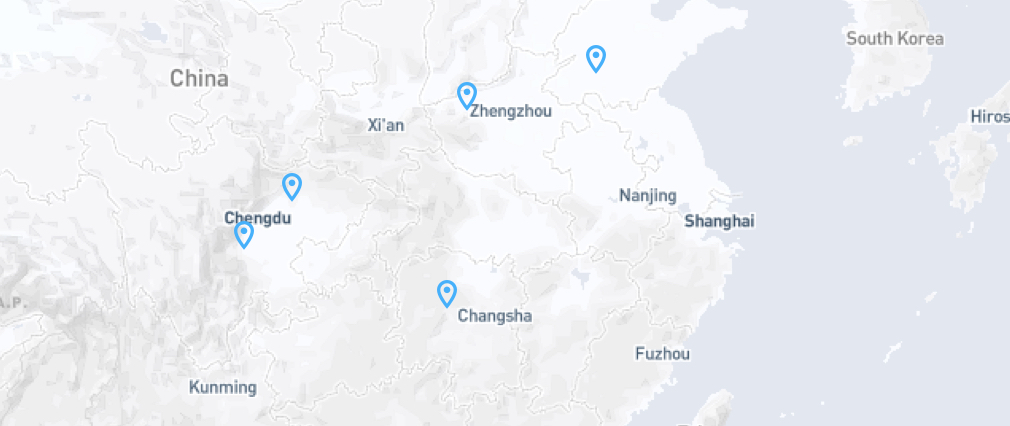 South Korea
China
Zhengzhou
Hiros
Xi'an
Nanjing
Chengdu
Shanghai
A.P.
Changsha
Fuzhou
Kunming